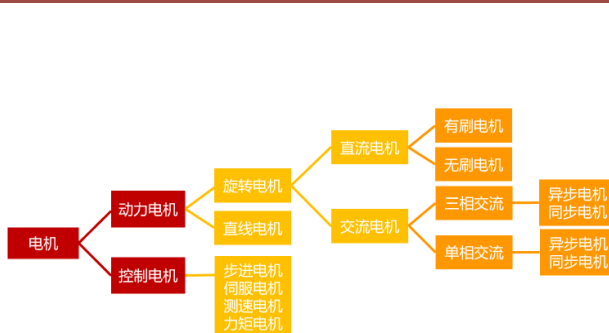 电机
动力电机
控制电机
旋转电机
直线电机
步进电机
伺服电机
测速电机
力矩电机
直流电机
交流电机
有刷电机
无刷电机
三相交流
单相交流
异步电机
同步电机
异步电机
同步电机